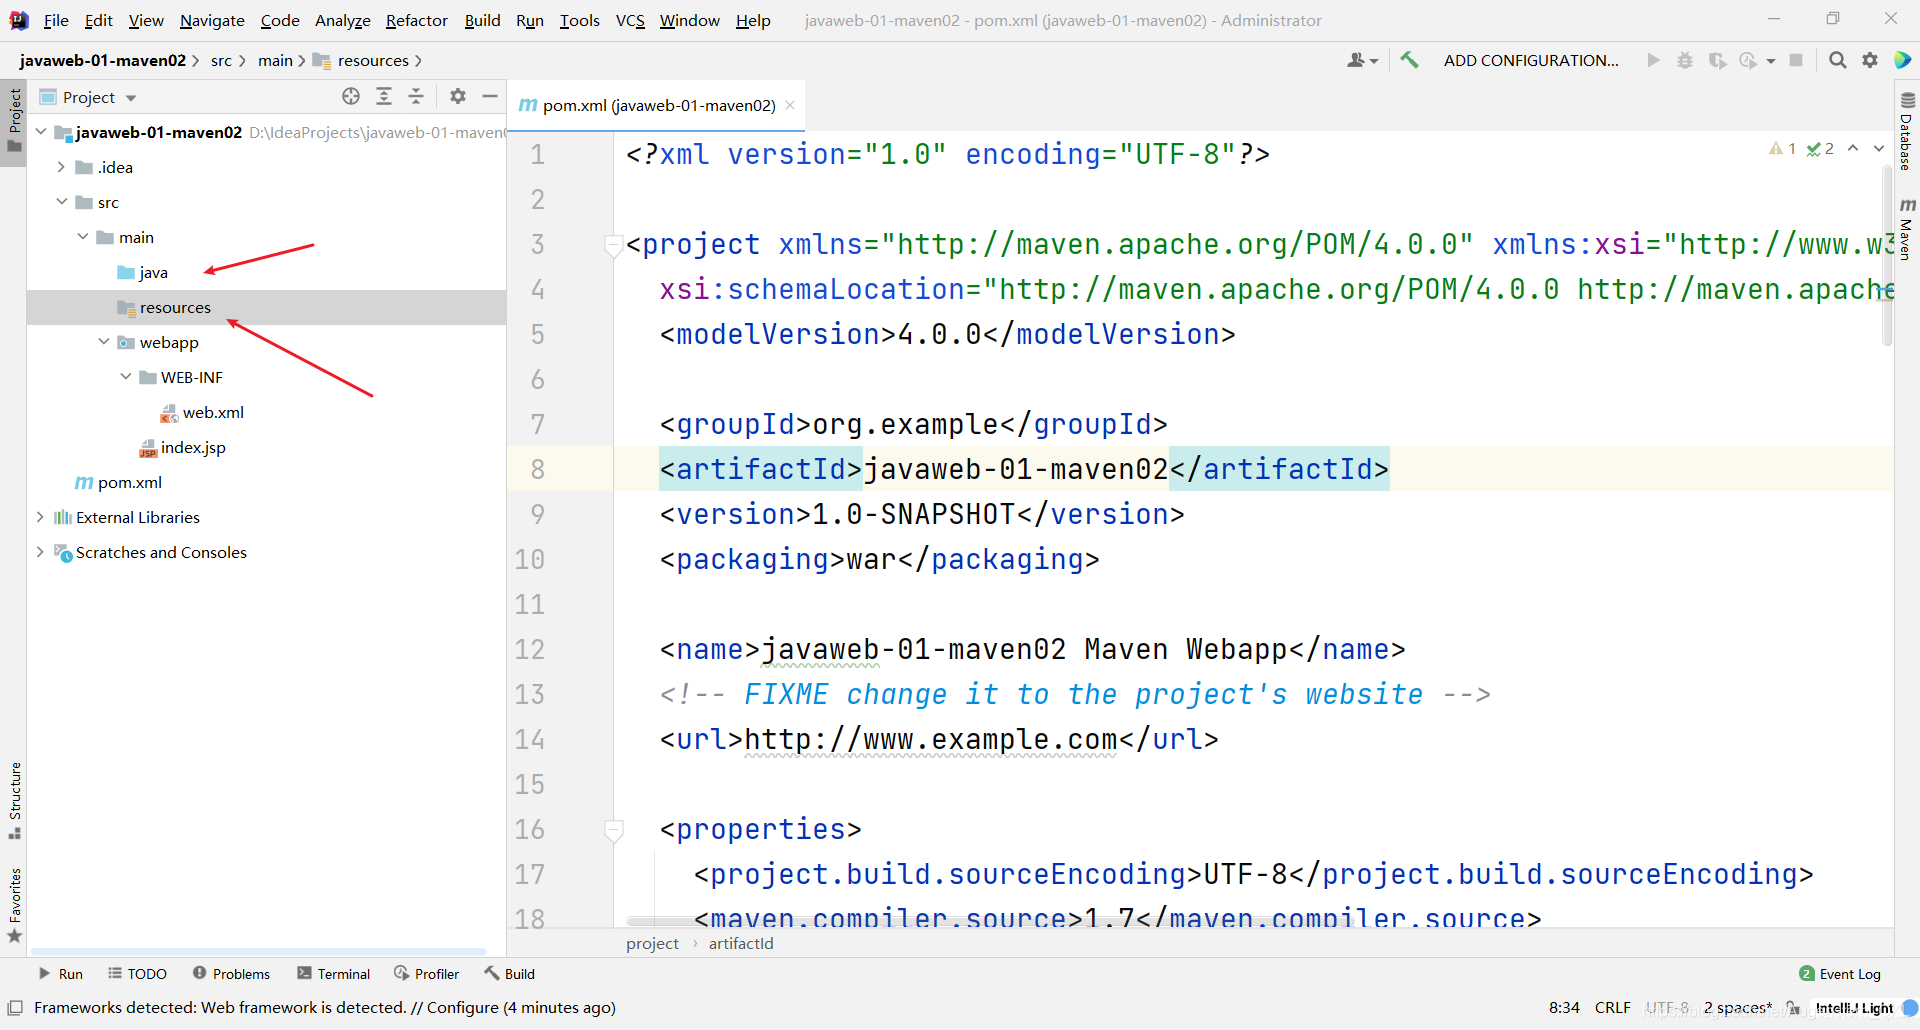 File Edit View Navigate Code Analyze Refactor Build Run Tools VCS Window Help javaweb-01-maven02 - pom.xml (javaweb-01-maven02) - Administrator
javaweb-01-maven02 src main resources ADD CONFIGURATION...
Project
pom.xml (javaweb-01-maven02)
Project
javaweb-01-maven02 D:\IdeaProjects\javaweb-01-maven
.idea
src
main
java
resources
webapp
WEB-INF
web.xml
JSP index.jsp
m pom.xml
External Libraries
Scratches and Consoles
Structure
Favorites
1 <?xml version="1.0" encoding="UTF-8"?>
2
3 <project xmlns="http://maven.apache.org/POM/4.0.0" xmlns:xsi="http://www.w3
4 xsi:schemaLocation="http://maven.apache.org/POM/4.0.0 http://maven.apache
5 <modelVersion>4.0.0</modelVersion>
6
7 <groupId>org.example</groupId>
8 <artifactId>javaweb-01-maven02</artifactId>
9 <version>1.0-SNAPSHOT</version>
10 <packaging>war</packaging>
11
12 <name>javaweb-01-maven02 Maven Webapp</name>
13 <!-- FIXME change it to the project's website -->
14 <url>http://www.example.com</url>
15
16 <properties>
17 <project.build.sourceEncoding>UTF-8</project.build.sourceEncoding>
18 <maven.compiler.source>1.7</maven.compiler.source>
1 2
Database
m Maven
project › artifactId
Run TODO Problems Terminal Profiler Build 2 Event Log
Frameworks detected: Web framework is detected. // Configure (4 minutes ago) 8:34 CRLF UTF-8 2 spaces* IntelliJ Light